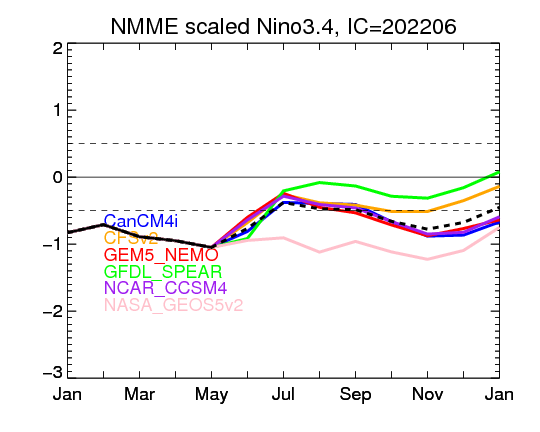 NMME scaled Nino3.4, IC=202206
2
1
0
−1
−2
−3
CanCM4i
CFSv2
GEM5_NEMO
GFDL_SPEAR
NCAR_CCSM4
NASA_GEOS5v2
Jan Mar May Jul Sep Nov Jan